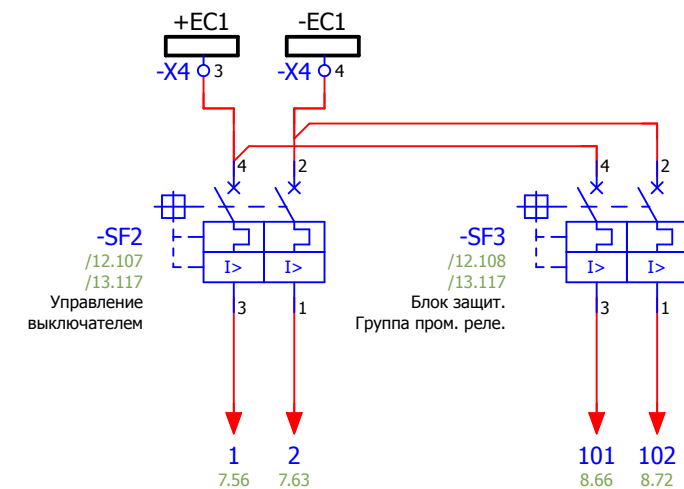 +EC1 -EC1
-X4 3 -X4 4
4 2 4 2
-SF2 -SF3
/12.107 I> I> /12.108 I> I>
/13.117 /13.117
Управление 3 1 Блок защит. 3 1
выключателем Группа пром. реле.
1 2 101 102
7.56 7.63 8.66 8.72